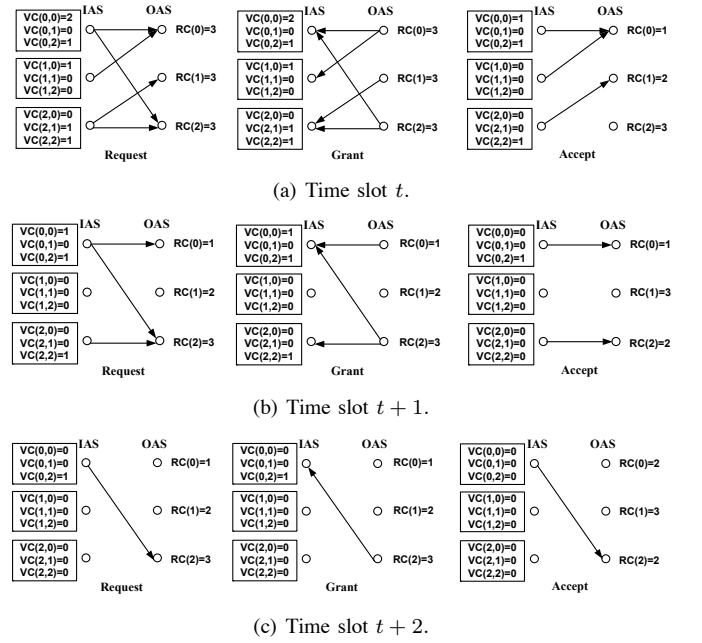 IAS OAS IAS OAS IAS OAS
VC(0,0)=2
VC(0,1)=0
VC(0,2)=1
RC(0)=3
VC(1,0)=1
VC(1,1)=0
VC(1,2)=0
RC(1)=3
VC(2,0)=0
VC(2,1)=1
VC(2,2)=1
RC(2)=3
Request
VC(0,0)=2
VC(0,1)=0
VC(0,2)=1
RC(0)=3
VC(1,0)=1
VC(1,1)=0
VC(1,2)=0
RC(1)=3
VC(2,0)=0
VC(2,1)=1
VC(2,2)=1
RC(2)=3
Grant
VC(0,0)=1
VC(0,1)=0
VC(0,2)=1
RC(0)=1
VC(1,0)=0
VC(1,1)=0
VC(1,2)=0
RC(1)=2
VC(2,0)=0
VC(2,1)=0
VC(2,2)=1
RC(2)=3
Accept
(a) Time slot t.
IAS OAS IAS OAS IAS OAS
VC(0,0)=1
VC(0,1)=0
VC(0,2)=1
RC(0)=1
VC(1,0)=0
VC(1,1)=0
VC(1,2)=0
RC(1)=2
VC(2,0)=0
VC(2,1)=0
VC(2,2)=1
RC(2)=3
Request
VC(0,0)=1
VC(0,1)=0
VC(0,2)=1
RC(0)=1
VC(1,0)=0
VC(1,1)=0
VC(1,2)=0
RC(1)=2
VC(2,0)=0
VC(2,1)=0
VC(2,2)=1
RC(2)=3
Grant
VC(0,0)=0
VC(0,1)=0
VC(0,2)=1
RC(0)=1
VC(1,0)=0
VC(1,1)=0
VC(1,2)=0
RC(1)=3
VC(2,0)=0
VC(2,1)=0
VC(2,2)=0
RC(2)=2
Accept
(b) Time slot t + 1.
IAS OAS IAS OAS IAS OAS
VC(0,0)=0
VC(0,1)=0
VC(0,2)=1
RC(0)=1
VC(1,0)=0
VC(1,1)=0
VC(1,2)=0
RC(1)=2
VC(2,0)=0
VC(2,1)=0
VC(2,2)=0
RC(2)=3
Request
VC(0,0)=0
VC(0,1)=0
VC(0,2)=1
RC(0)=1
VC(1,0)=0
VC(1,1)=0
VC(1,2)=0
RC(1)=2
VC(2,0)=0
VC(2,1)=0
VC(2,2)=0
RC(2)=3
Grant
VC(0,0)=0
VC(0,1)=0
VC(0,2)=0
RC(0)=2
VC(1,0)=0
VC(1,1)=0
VC(1,2)=0
RC(1)=3
VC(2,0)=0
VC(2,1)=0
VC(2,2)=0
RC(2)=2
Accept
(c) Time slot t + 2.